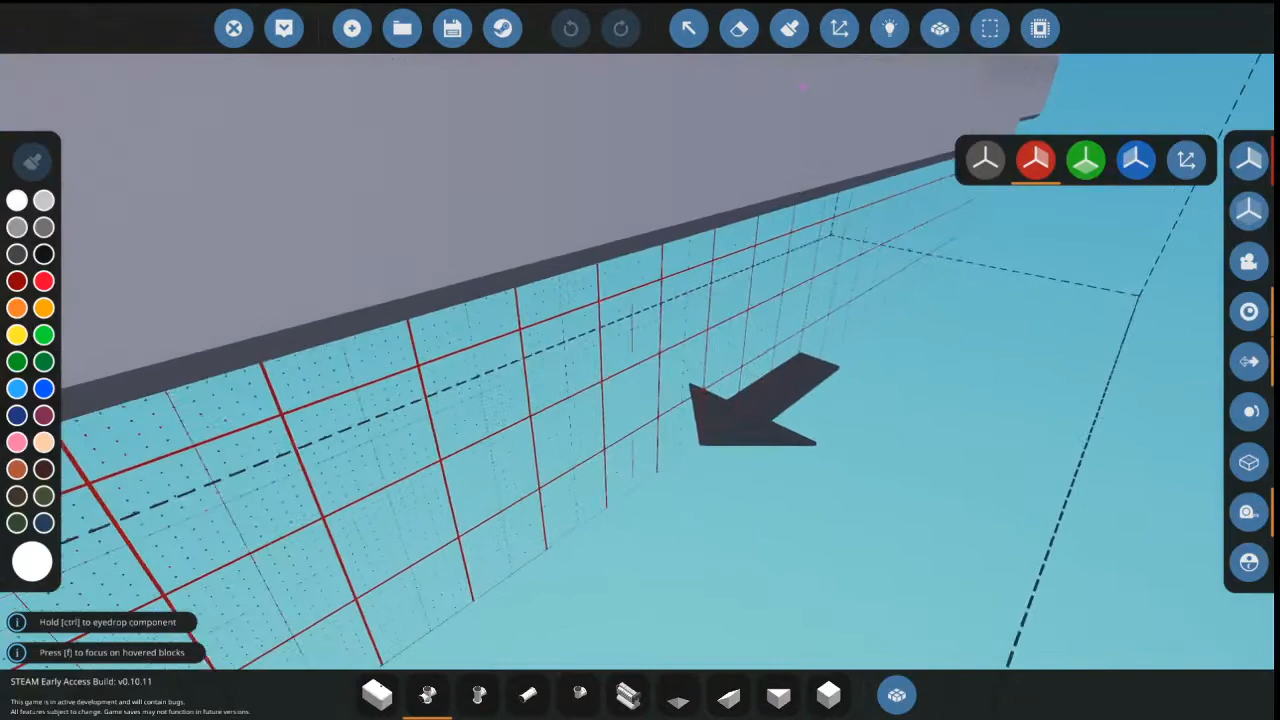 Hold [ctrl] to eyedrop component
Press [f] to focus on hovered blocks
STEAM Early Access Build: v0.10.11
This game is in active development and will contain bugs.
All features subject to change. Game saves may not function in future versions.